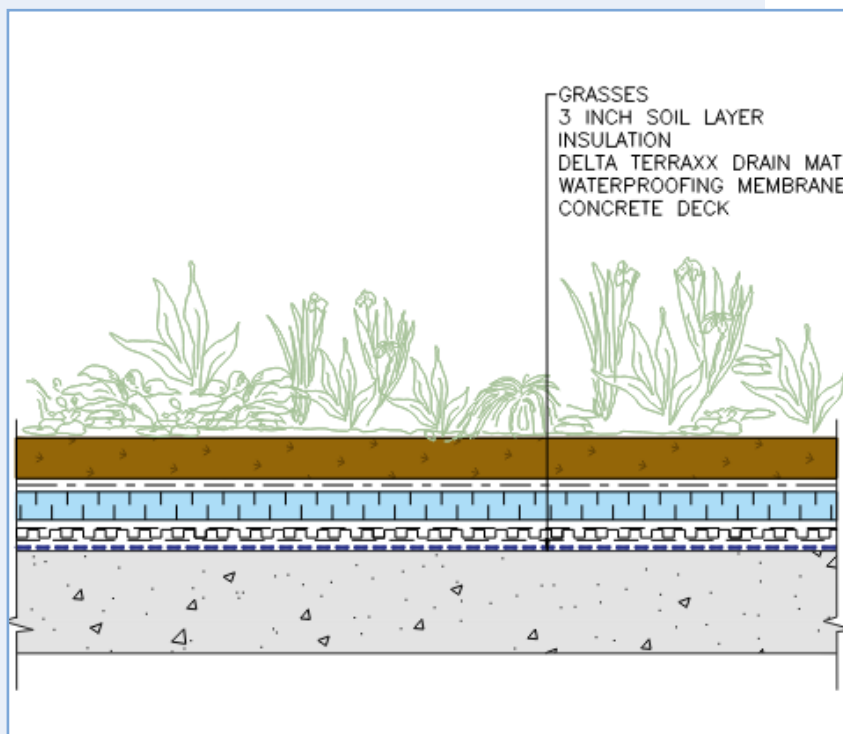 GRASSES
3 INCH SOIL LAYER
INSULATION
DELTA TERRAXX DRAIN MAT
WATERPROOFING MEMBRANE
CONCRETE DECK